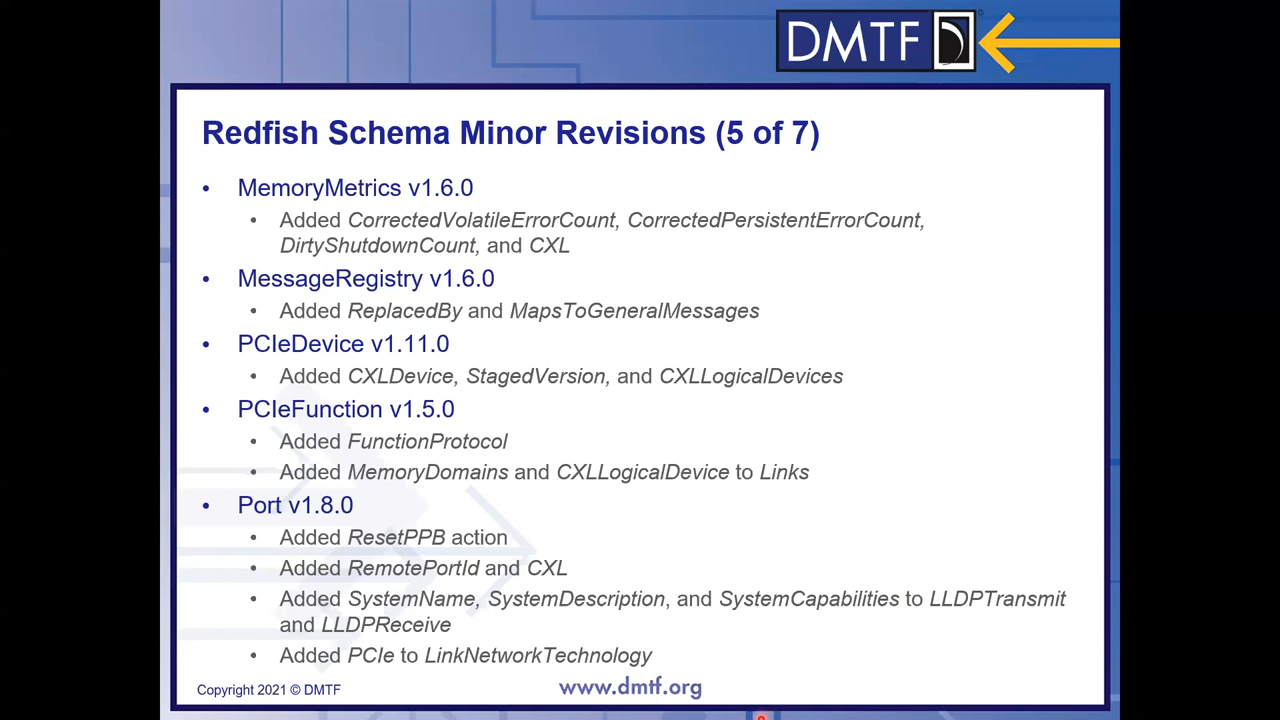 DMTF
Redfish Schema Minor Revisions (5 of 7)
• MemoryMetrics v1.6.0
• Added CorrectedVolatileErrorCount, CorrectedPersistentErrorCount,
DirtyShutdownCount, and CXL
• MessageRegistry v1.6.0
• Added ReplacedBy and MapsToGeneralMessages
• PCIeDevice v1.11.0
• Added CXLDevice, StagedVersion, and CXLLogicalDevices
• PCIeFunction v1.5.0
• Added FunctionProtocol
• Added MemoryDomains and CXLLogicalDevice to Links
• Port v1.8.0
• Added ResetPPB action
• Added RemotePortId and CXL
• Added SystemName, SystemDescription, and SystemCapabilities to LLDPTransmit
and LLDPReceive
• Added PCIe to LinkNetworkTechnology
Copyright 2021 © DMTF
www.dmtf.org